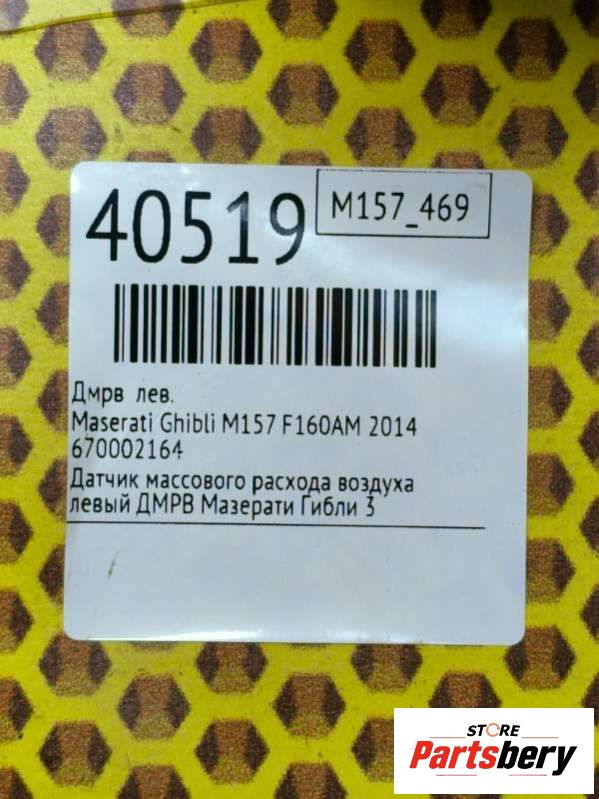 40519
M157_469
Дмрв лев.
Maserati Ghibli M157 F160AM 2014
670002164
Датчик массового расхода воздуха
левый ДМРВ Мазерати Гибли 3
STORE
Partsbery